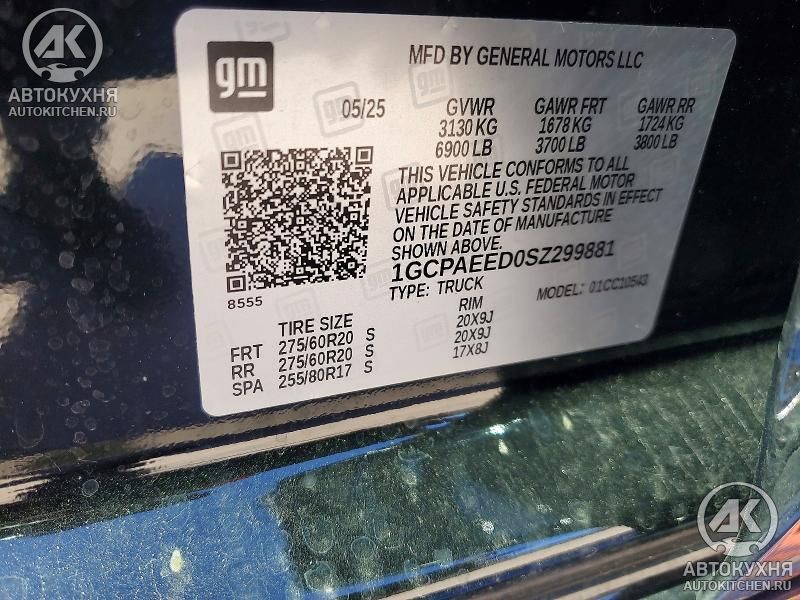 AK
АВТОКУХНЯ
AUTOKITCHEN.RU
gm
MFD BY GENERAL MOTORS LLC
05/25 GVWR GAWR FRT GAWR RR
3130 KG 1678 KG 1724 KG
6900 LB 3700 LB 3800 LB
THIS VEHICLE CONFORMS TO ALL
APPLICABLE U.S. FEDERAL MOTOR
VEHICLE SAFETY STANDARDS IN EFFECT
ON THE DATE OF MANUFACTURE
SHOWN ABOVE.
1GCPAEED0SZ299881
TYPE: TRUCK MODEL: 01CC10543
8555
TIRE SIZE RIM
FRT 275/60R20 S 20X9J
RR 275/60R20 S 20X9J
SPA 255/80R17 S 17X8J
AK
АВТОКУХНЯ
AUTOKITCHEN.RU